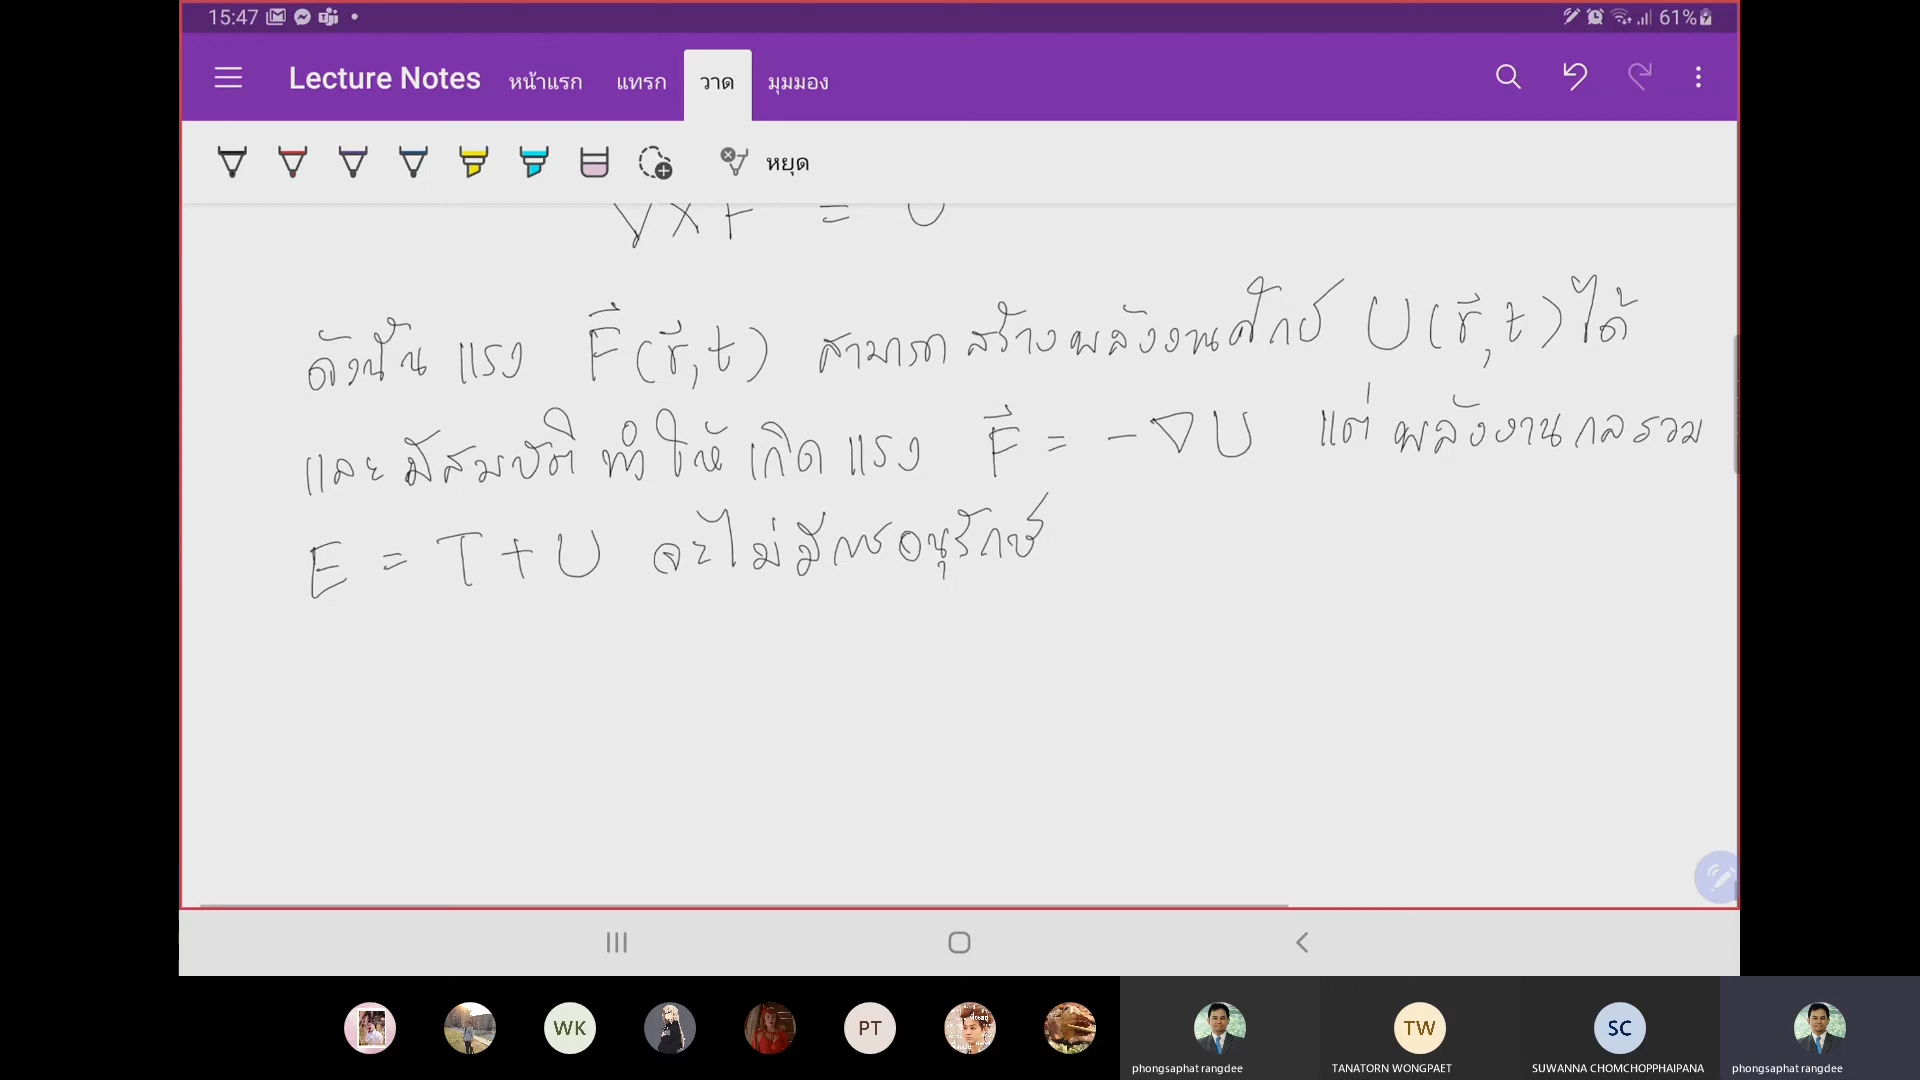 15:47 61%
Lecture Notes หน้าแรก แทรก วาด มุมมอง
หยุด
∇ × F = 0
ดังนั้น แรง F⃗(r⃗,t) สามารถสร้างพลังงานศักย์ U(r⃗,t) ได้
และมีสมบัติ ทำให้เกิดแรง F⃗ = -∇U แต่พลังงานกลรวม
E = T + U จะไม่มีการอนุรักษ์
WK PT TW SC
phongsaphat rangdee TANATORN WONGPAET SUWANNA CHOMCHOPPHAIPANA phongsaphat rangdee